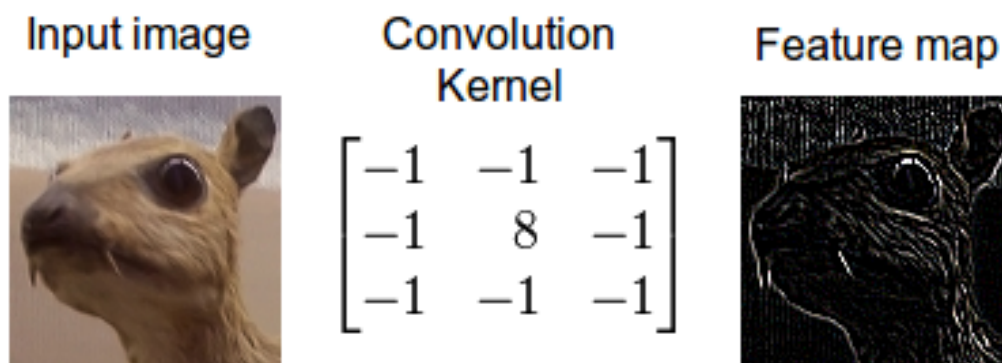 Input image
Convolution
Kernel
Feature map
−1 −1 −1
−1 8 −1
−1 −1 −1